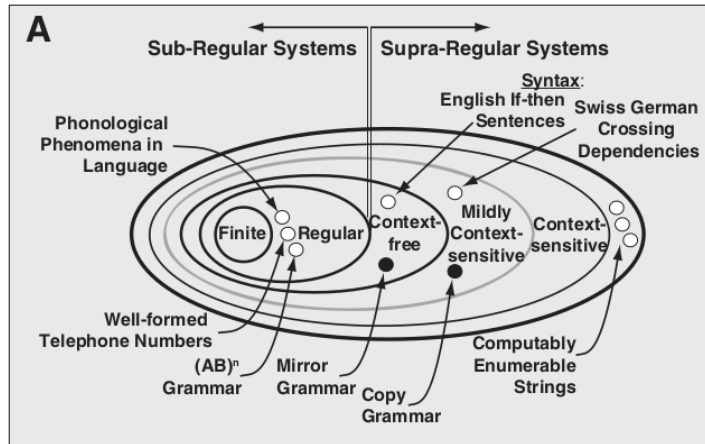 A
Sub-Regular Systems
Supra-Regular Systems
Syntax:
English If-then
Sentences
Swiss German
Crossing
Dependencies
Phonological
Phenomena in
Language
Finite
Regular
Context-
free
Mildly
Context-
sensitive
Context-
sensitive
Well-formed
Telephone Numbers
(AB)ⁿ
Grammar
Mirror
Grammar
Copy
Grammar
Computably
Enumerable
Strings